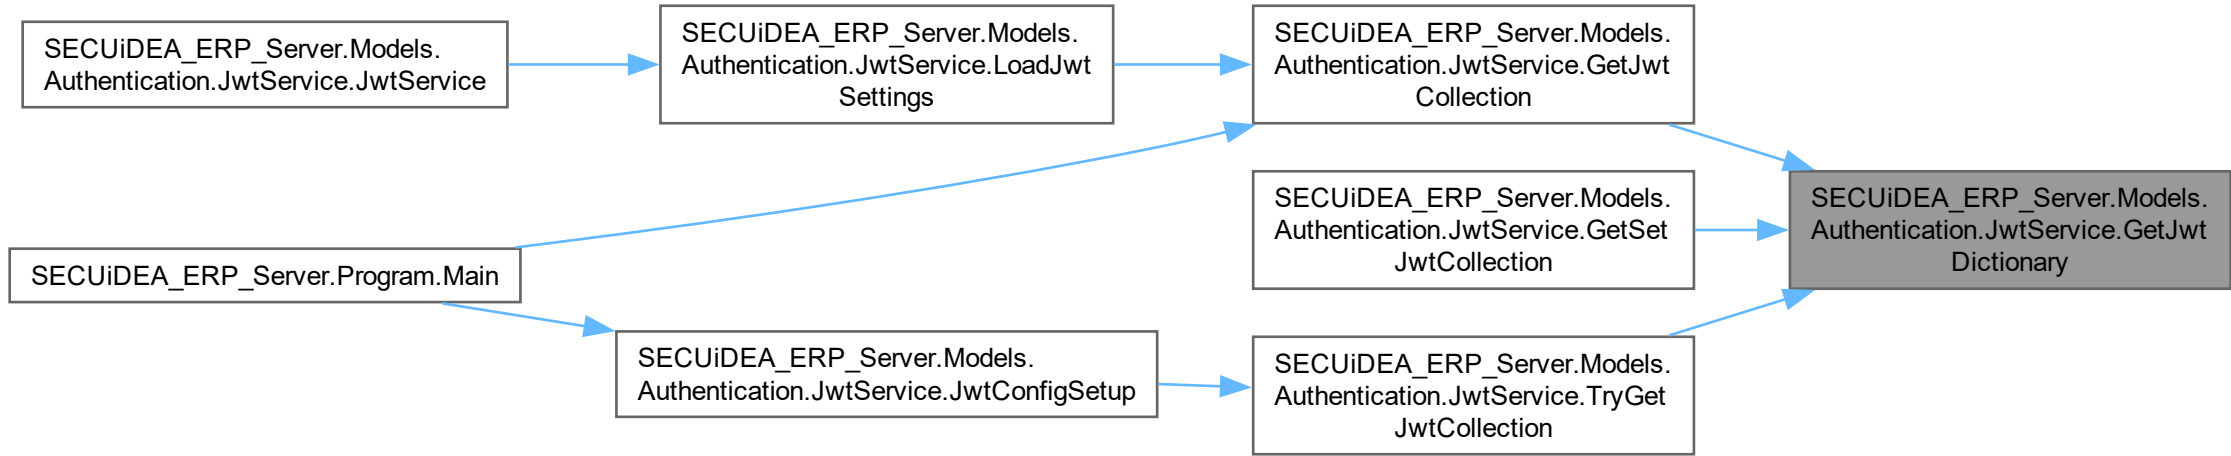 SECUiDEA_ERP_Server.Models.
Authentication.JwtService.JwtService
SECUiDEA_ERP_Server.Models.
Authentication.JwtService.LoadJwt
Settings
SECUiDEA_ERP_Server.Models.
Authentication.JwtService.GetJwt
Collection
SECUiDEA_ERP_Server.Models.
Authentication.JwtService.GetSet
JwtCollection
SECUiDEA_ERP_Server.Models.
Authentication.JwtService.GetJwt
Dictionary
SECUiDEA_ERP_Server.Program.Main
SECUiDEA_ERP_Server.Models.
Authentication.JwtService.JwtConfigSetup
SECUiDEA_ERP_Server.Models.
Authentication.JwtService.TryGet
JwtCollection